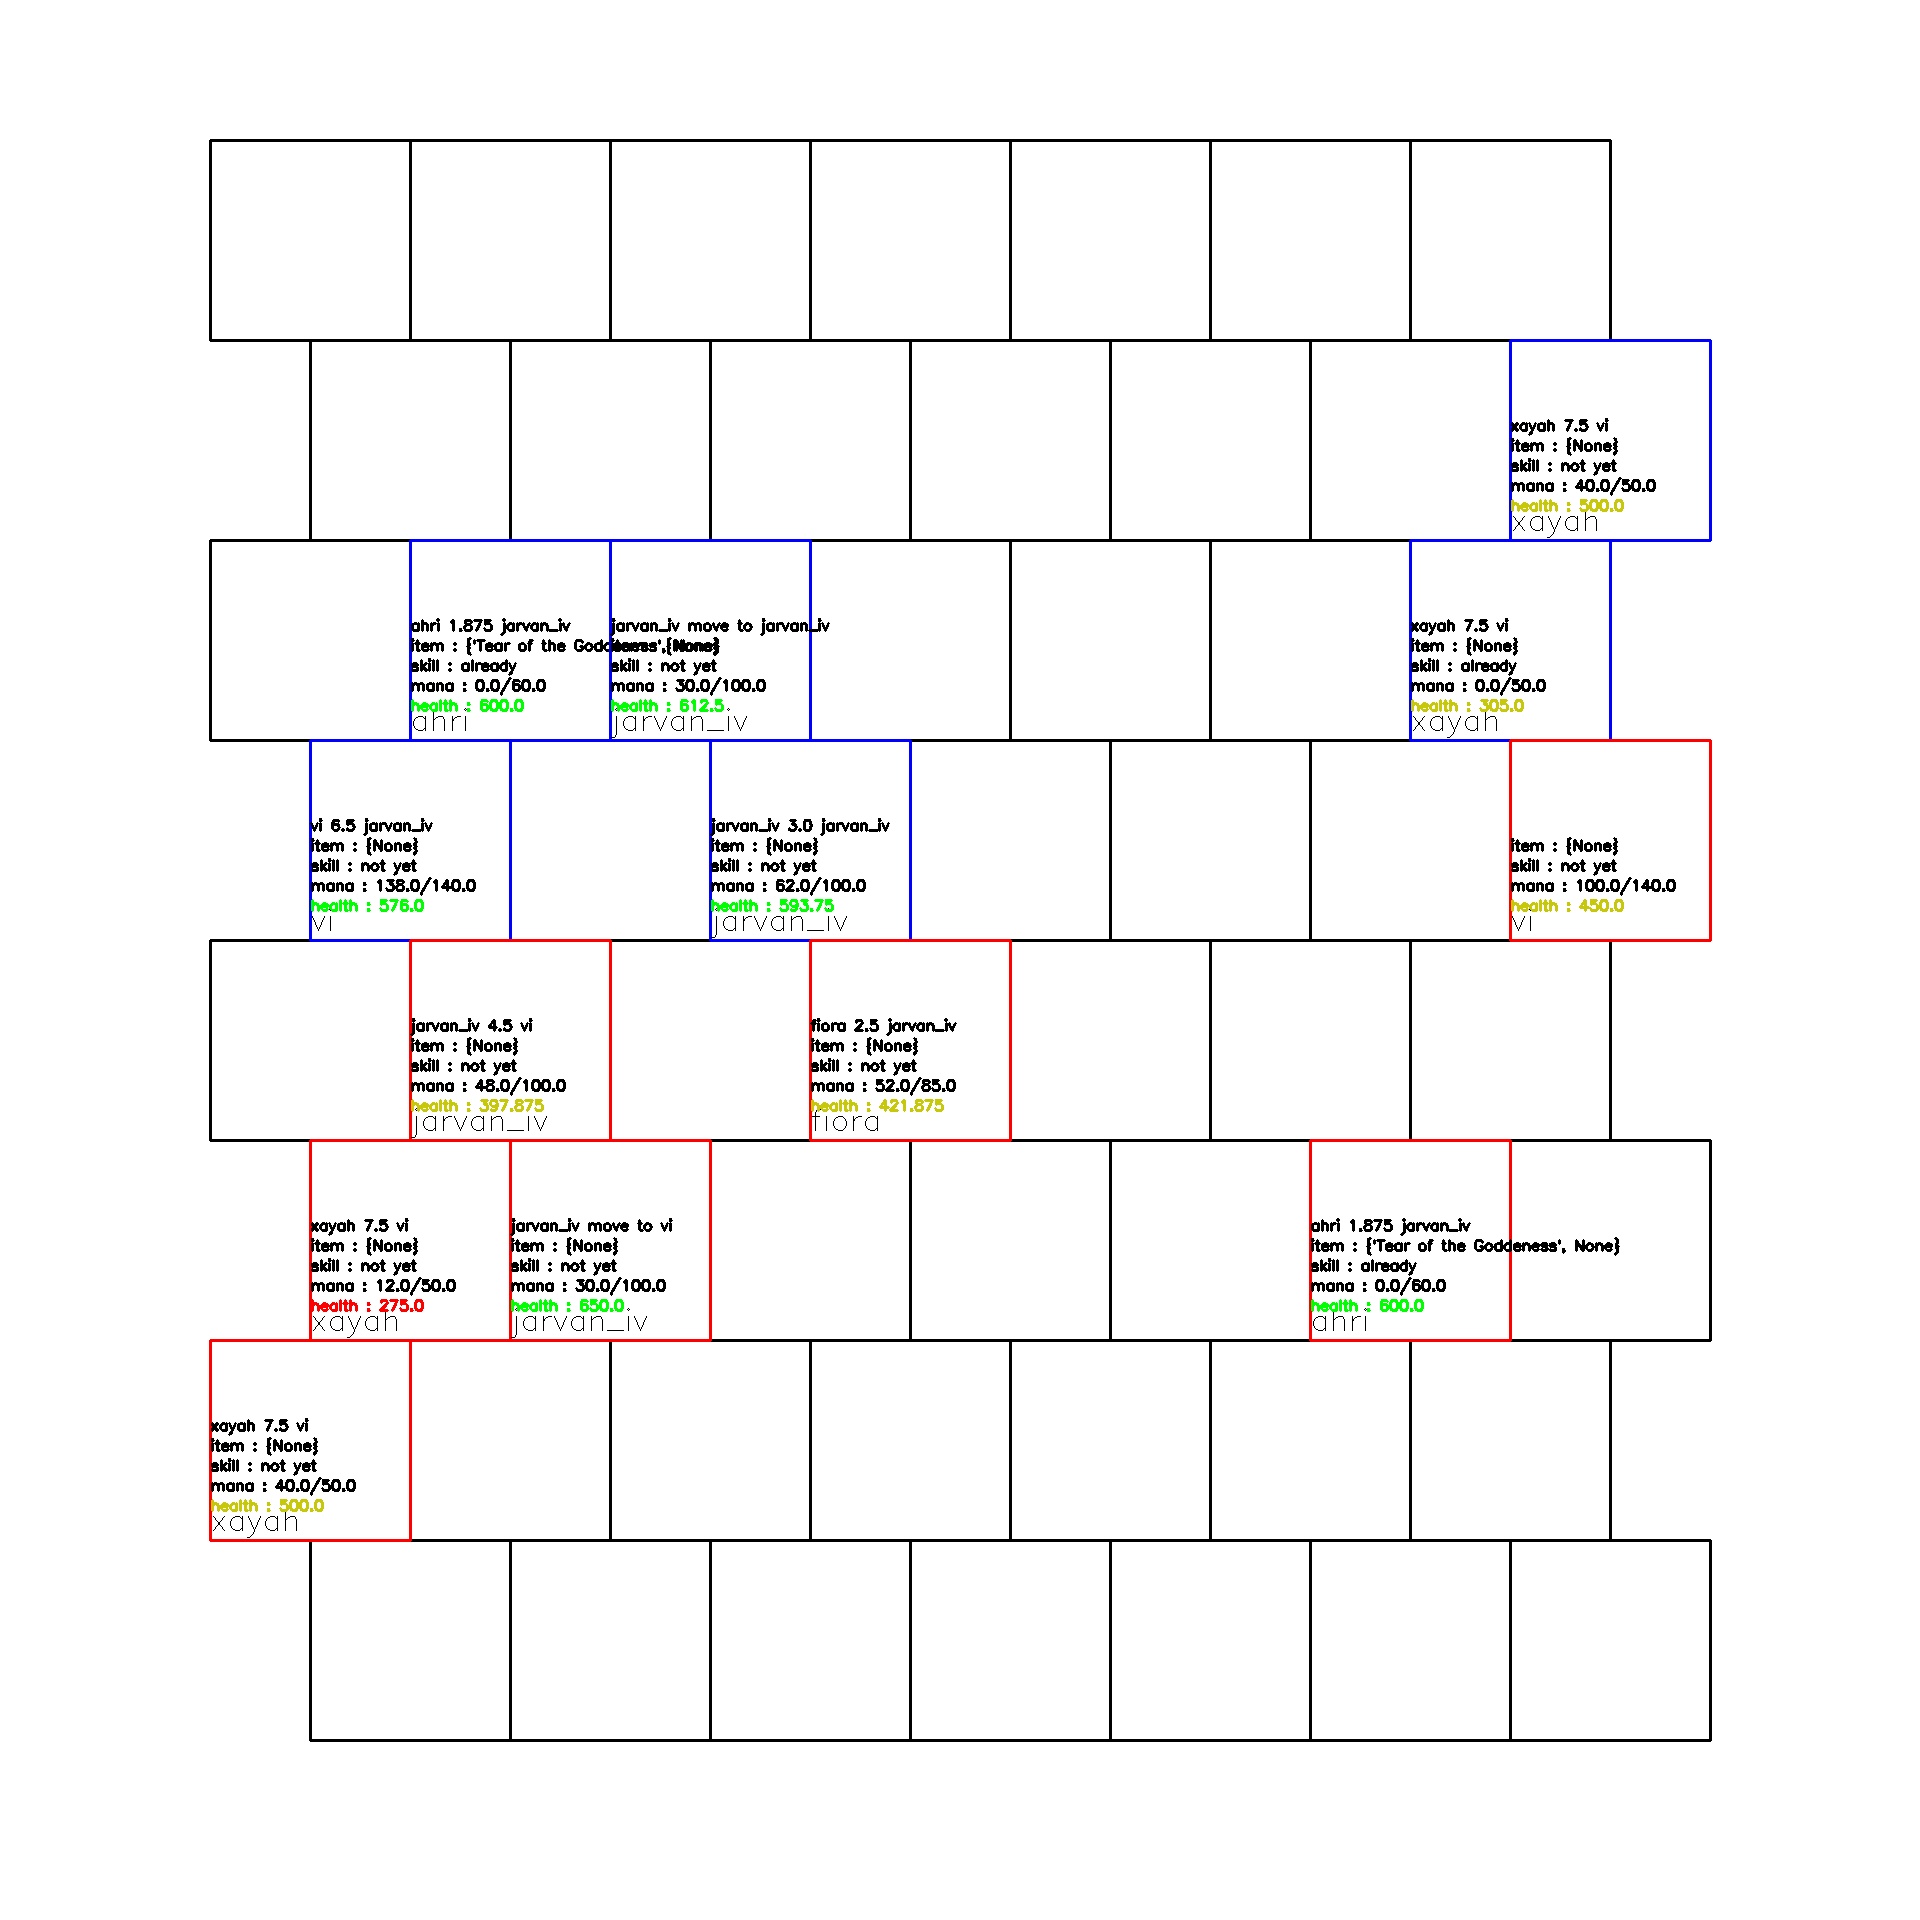 xayah 7.5 vi
item : {None}
skill : not yet
mana : 40.0/50.0
health : 500.0
xayah
ahri 1.875 jarvan_iv
item : {'Tear of the Goddeness', None}
skill : already
mana : 0.0/60.0
health : 600.0
ahri
jarvan_iv move to jarvan_iv
item : {None}
skill : not yet
mana : 30.0/100.0
health : 612.5
jarvan_iv
xayah 7.5 vi
item : {None}
skill : already
mana : 0.0/50.0
health : 305.0
xayah
vi 6.5 jarvan_iv
item : {None}
skill : not yet
mana : 138.0/140.0
health : 576.0
vi
jarvan_iv 3.0 jarvan_iv
item : {None}
skill : not yet
mana : 62.0/100.0
health : 593.75
jarvan_iv
item : {None}
skill : not yet
mana : 100.0/140.0
health : 450.0
vi
jarvan_iv 4.5 vi
item : {None}
skill : not yet
mana : 48.0/100.0
health : 397.875
jarvan_iv
fiora 2.5 jarvan_iv
item : {None}
skill : not yet
mana : 52.0/85.0
health : 421.875
fiora
xayah 7.5 vi
item : {None}
skill : not yet
mana : 12.0/50.0
health : 275.0
xayah
jarvan_iv move to vi
item : {None}
skill : not yet
mana : 30.0/100.0
health : 650.0
jarvan_iv
ahri 1.875 jarvan_iv
item : {'Tear of the Goddeness', None}
skill : already
mana : 0.0/60.0
health : 600.0
ahri
xayah 7.5 vi
item : {None}
skill : not yet
mana : 40.0/50.0
health : 500.0
xayah